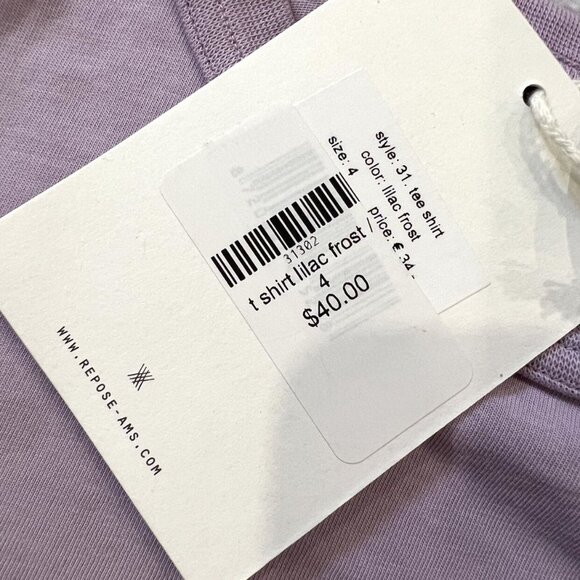 style: 31. tee shirt
color: lilac frost
size: 4
price: € 34 -
31302
t shirt lilac frost /
4
$40.00
WWW.REPOSE-AMS.COM